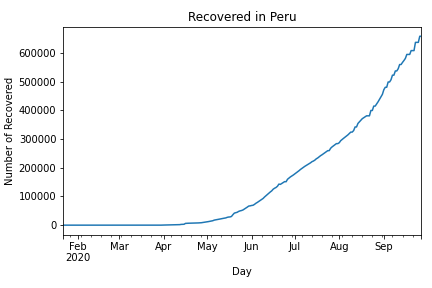 Recovered in Peru
Number of Recovered
600000
500000
400000
300000
200000
100000
0
Feb Mar Apr May Jun Jul Aug Sep
2020
Day